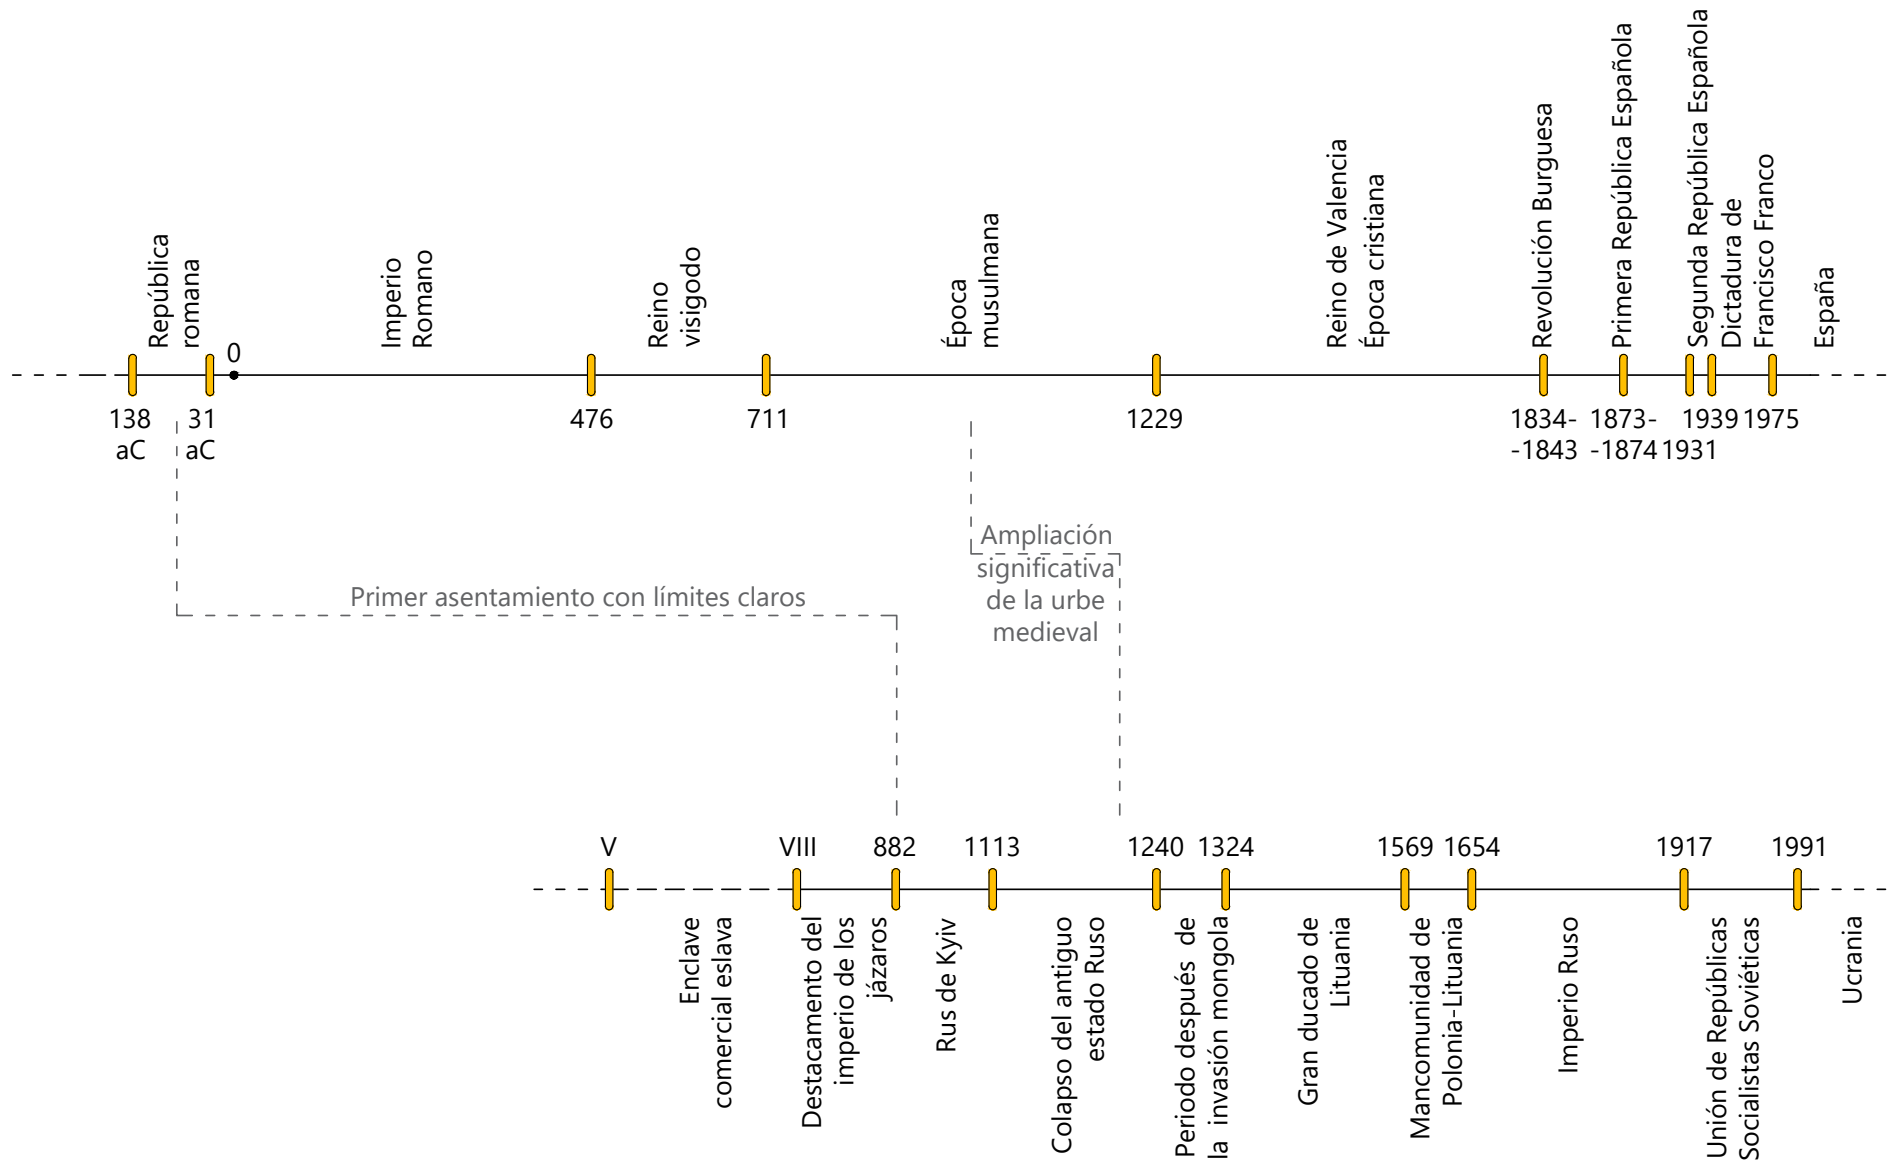 República
romana
Imperio
Romano
Reino
visigodo
Época
musulmana
Reino de Valencia
Época cristiana
Revolución Burguesa
Primera República Española
Segunda República Española
Dictadura de
Francisco Franco
España
0
138
aC
31
aC
476
711
1229
1834-
-1843
1873-
-1874
1931
1939
1975
Ampliación
significativa
de la urbe
medieval
Primer asentamiento con límites claros
V
VIII
882
1113
1240
1324
1569
1654
1917
1991
Enclave
comercial eslava
Destacamento del
imperio de los
jázaros
Rus de Kyiv
Colapso del antiguo
estado Ruso
Periodo después de
la invasión mongola
Gran ducado de
Lituania
Mancomunidad de
Polonia-Lituania
Imperio Ruso
Unión de Repúblicas
Socialistas Soviéticas
Ucrania